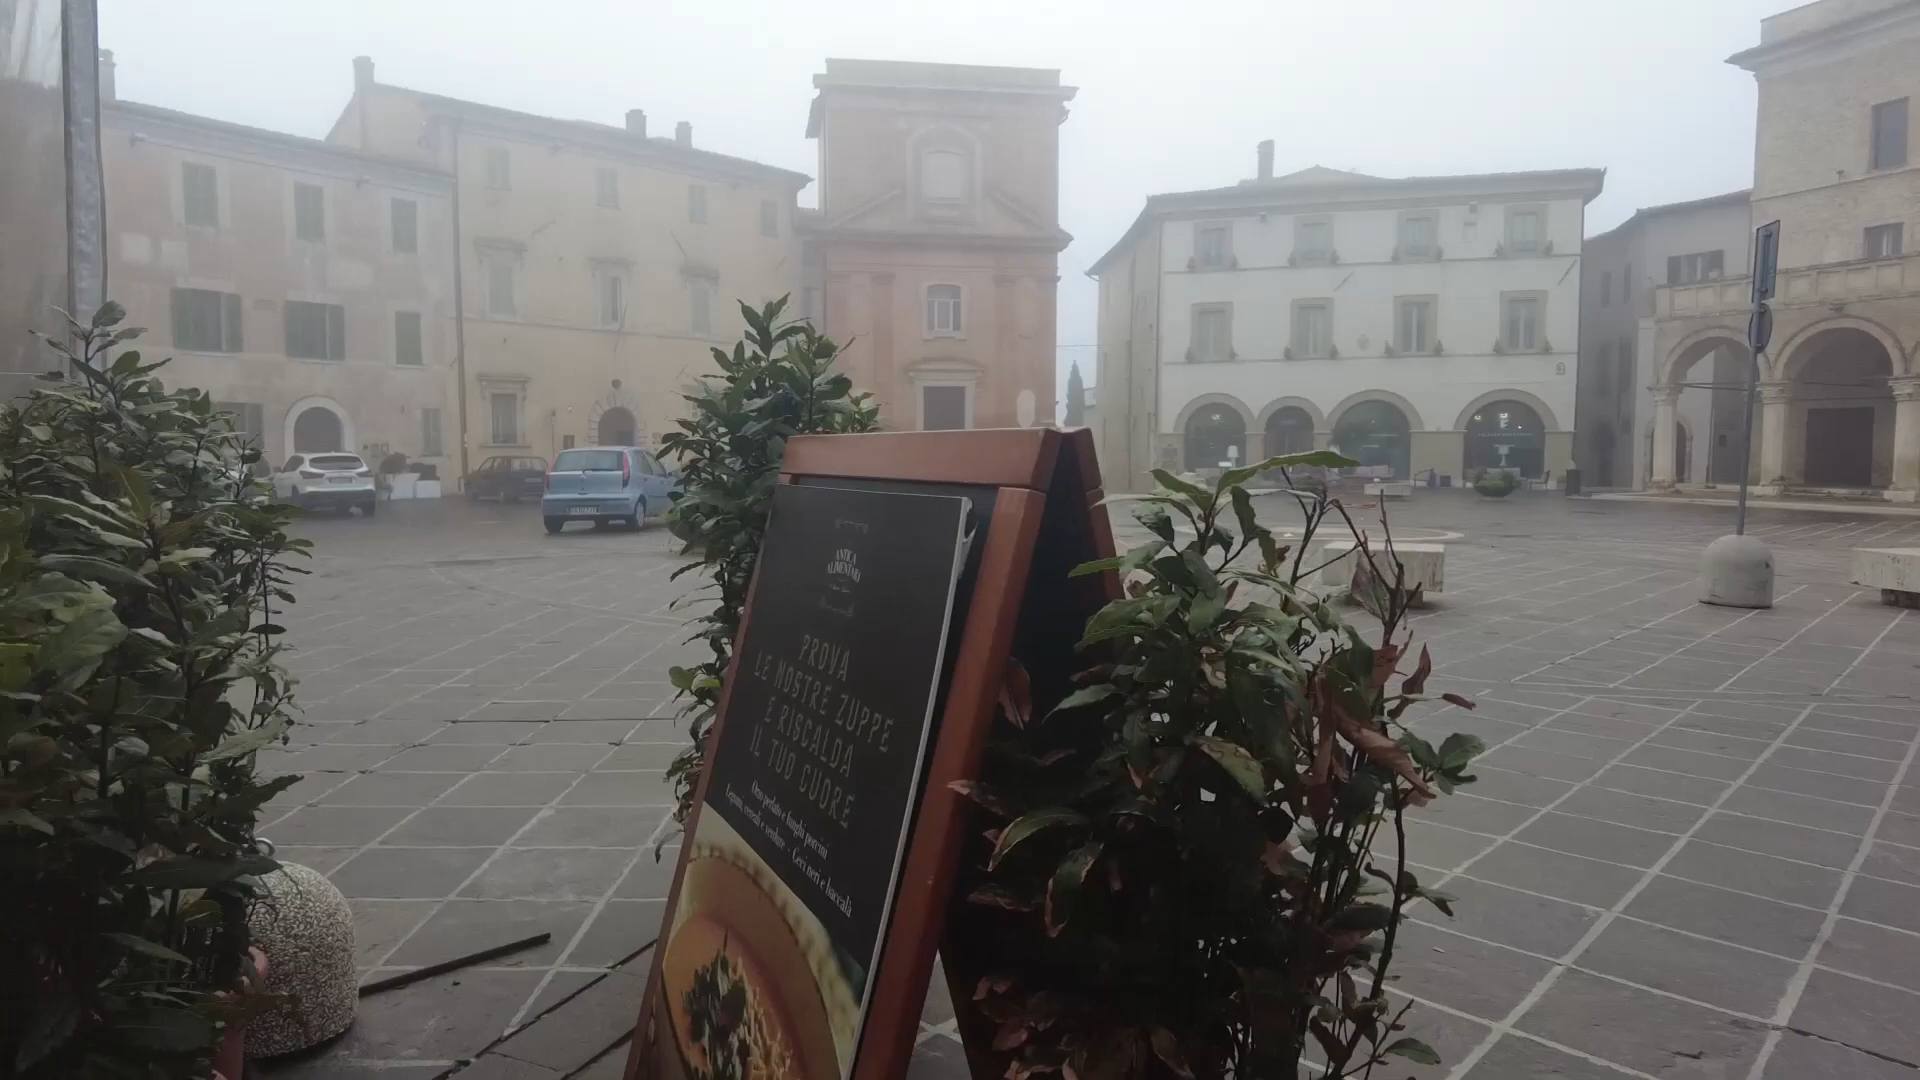 ANTICA
ALIMENTARI
PROVA
LE NOSTRE ZUPPE
E RISCALDA
IL TUO CUORE
Orzo perlato e funghi porcini
Legumi, cereali e verdure - Ceci neri e baccalà